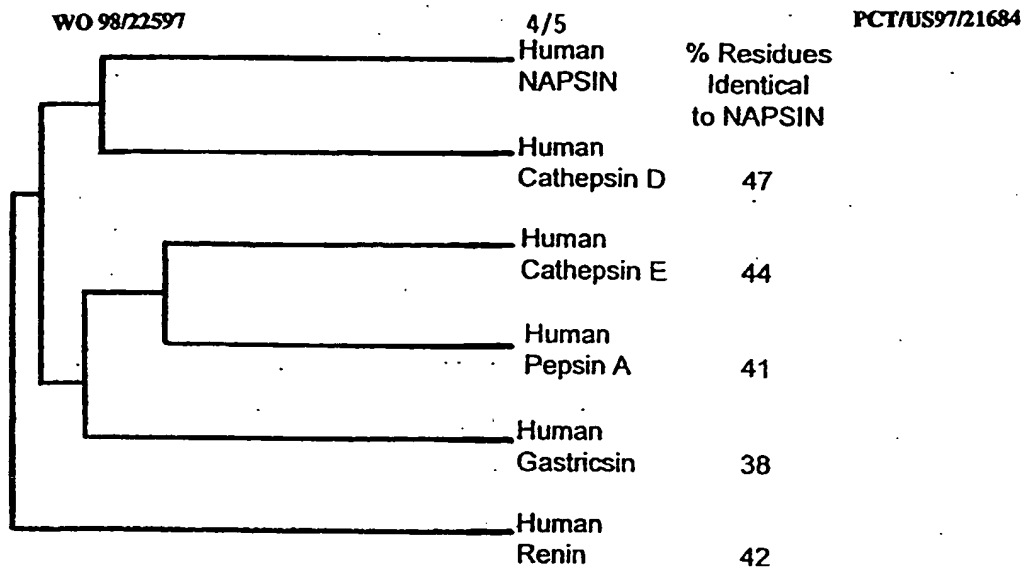 WO 98/22597 4/5 PCT/US97/21684
Human
NAPSIN
% Residues
Identical
to NAPSIN
Human
Cathepsin D 47
Human
Cathepsin E 44
Human
Pepsin A 41
Human
Gastricsin 38
Human
Renin 42